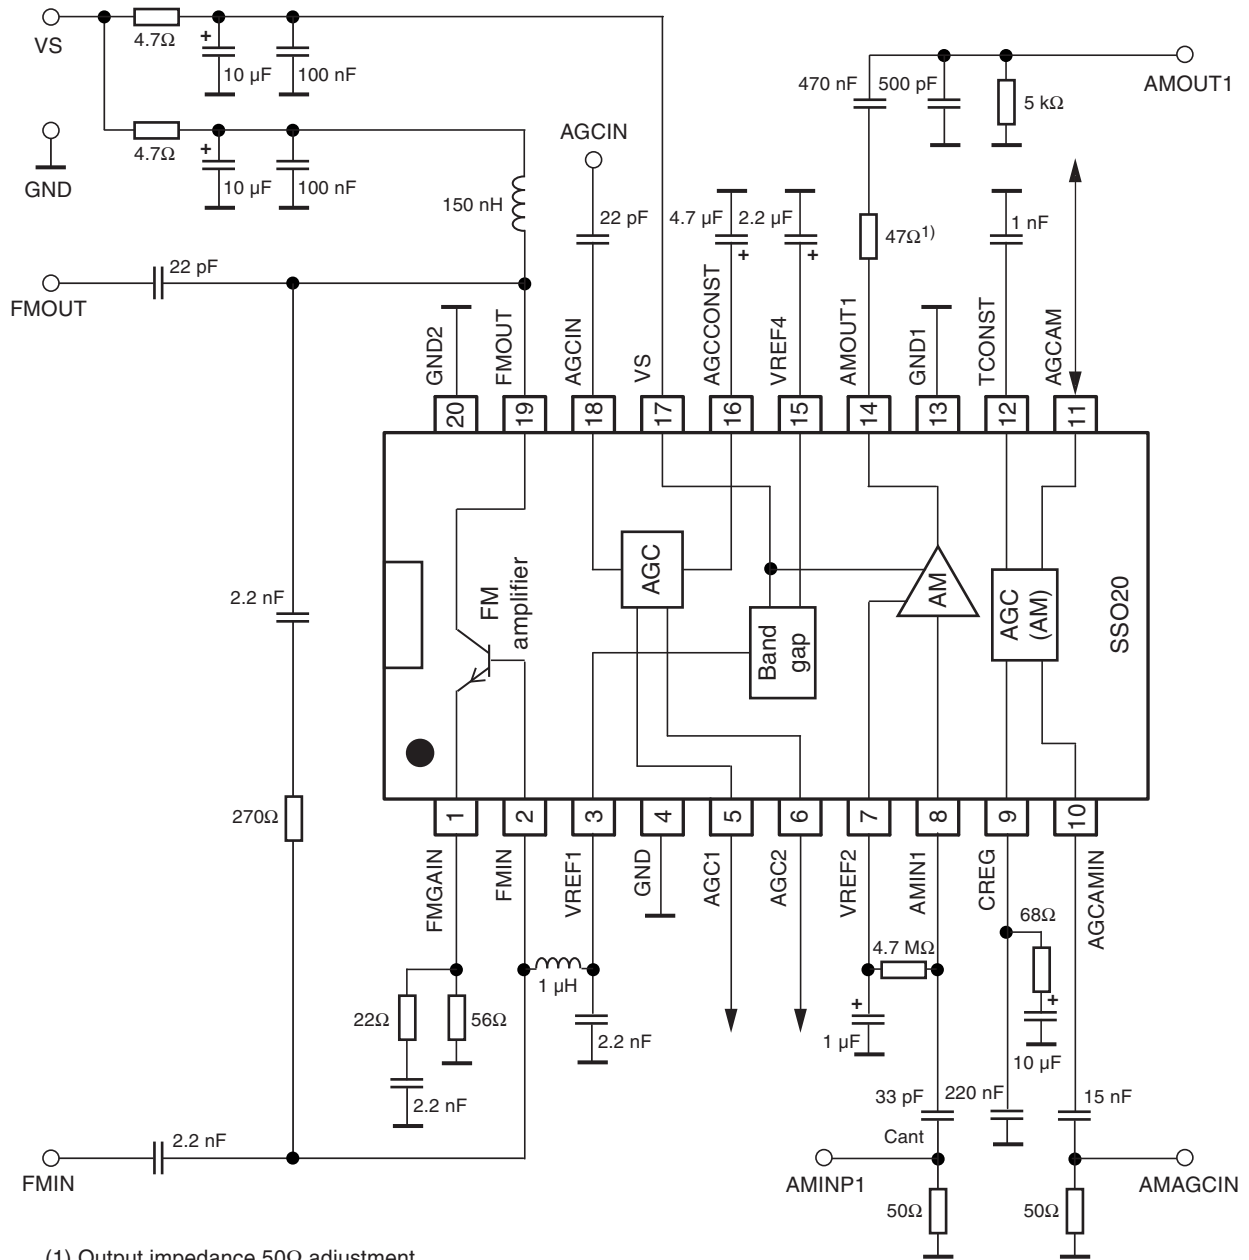 VS
4.7Ω
+
10 µF
100 nF
GND
4.7Ω
+
10 µF
100 nF
150 nH
AGCIN
22 pF
4.7 µF
+
2.2 µF
+
470 nF
500 pF
5 kΩ
AMOUT1
47Ω1)
1 nF
FMOUT
22 pF
GND2
FMOUT
AGCIN
VS
AGCCONST
VREF4
AMOUT1
GND1
TCONST
AGCAM
20
19
18
17
16
15
14
13
12
11
FM
amplifier
AGC
Band
gap
AM
AGC
(AM)
SSO20
2.2 nF
270Ω
1
2
3
4
5
6
7
8
9
10
FMGAIN
FMIN
VREF1
GND
AGC1
AGC2
VREF2
AMIN1
CREG
AGCAMIN
22Ω
56Ω
2.2 nF
1 µH
2.2 nF
4.7 MΩ
+
1 µF
68Ω
+
10 µF
33 pF
Cant
220 nF
15 nF
FMIN
2.2 nF
AMINP1
50Ω
50Ω
AMAGCIN
(1) Output impedance 50Ω adjustment